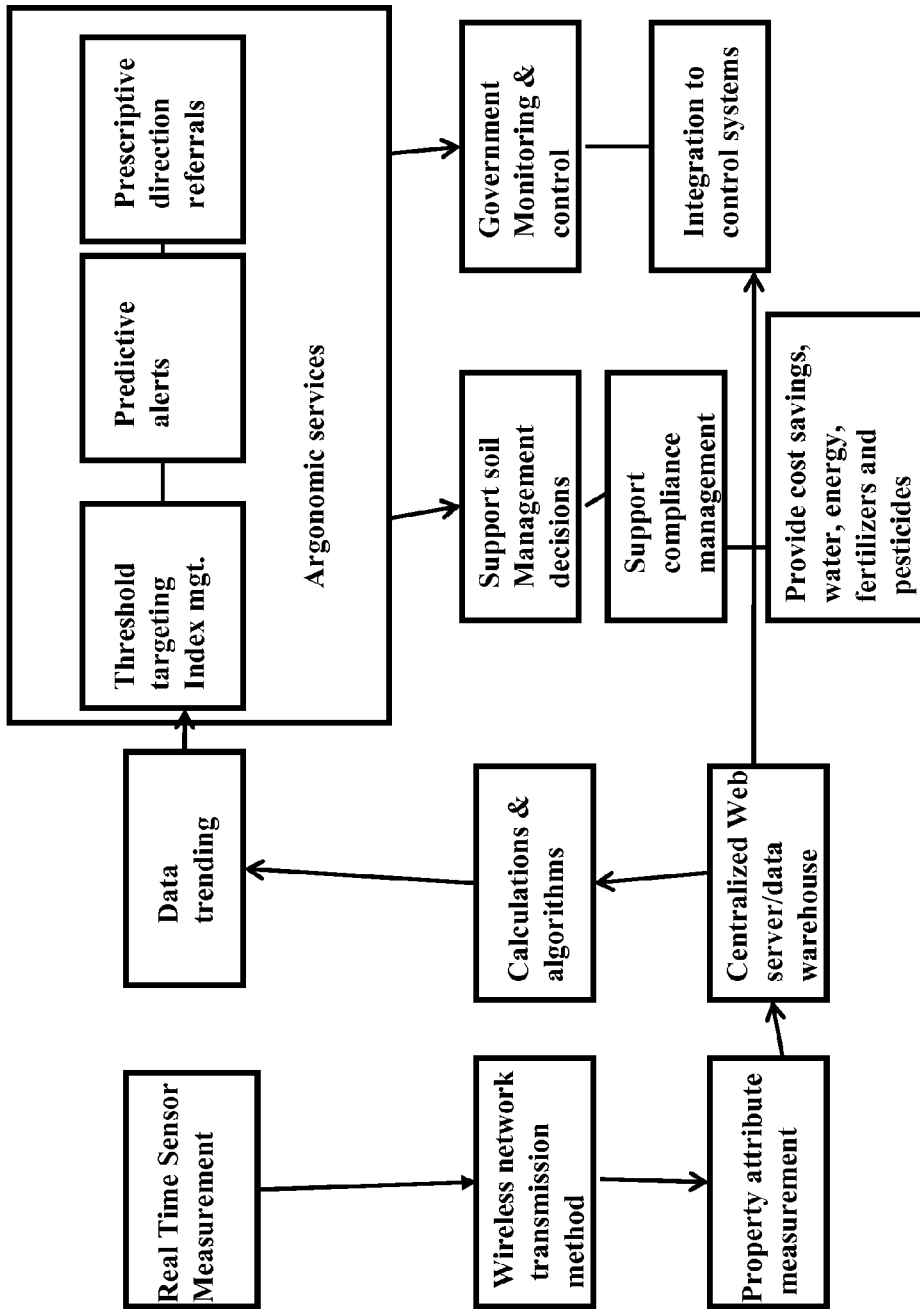 Real Time Sensor
Measurement
Wireless network
transmission
method
Property attribute
measurement
Data
trending
Calculations &
algorithms
Centralized Web
server/data
warehouse
Threshold
targeting
Index mgt.
Predictive
alerts
Prescriptive
direction
referrals
Argonomic services
Support soil
Management
decisions
Support
compliance
management
Provide cost savings,
water, energy,
fertilizers and
pesticides
Government
Monitoring &
control
Integration to
control systems